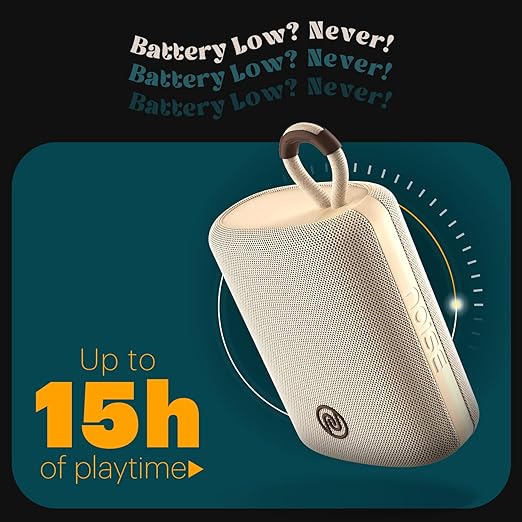 Battery Low? Never!
Battery Low? Never!
Battery Low? Never!
noise
Up to
15h
of playtime